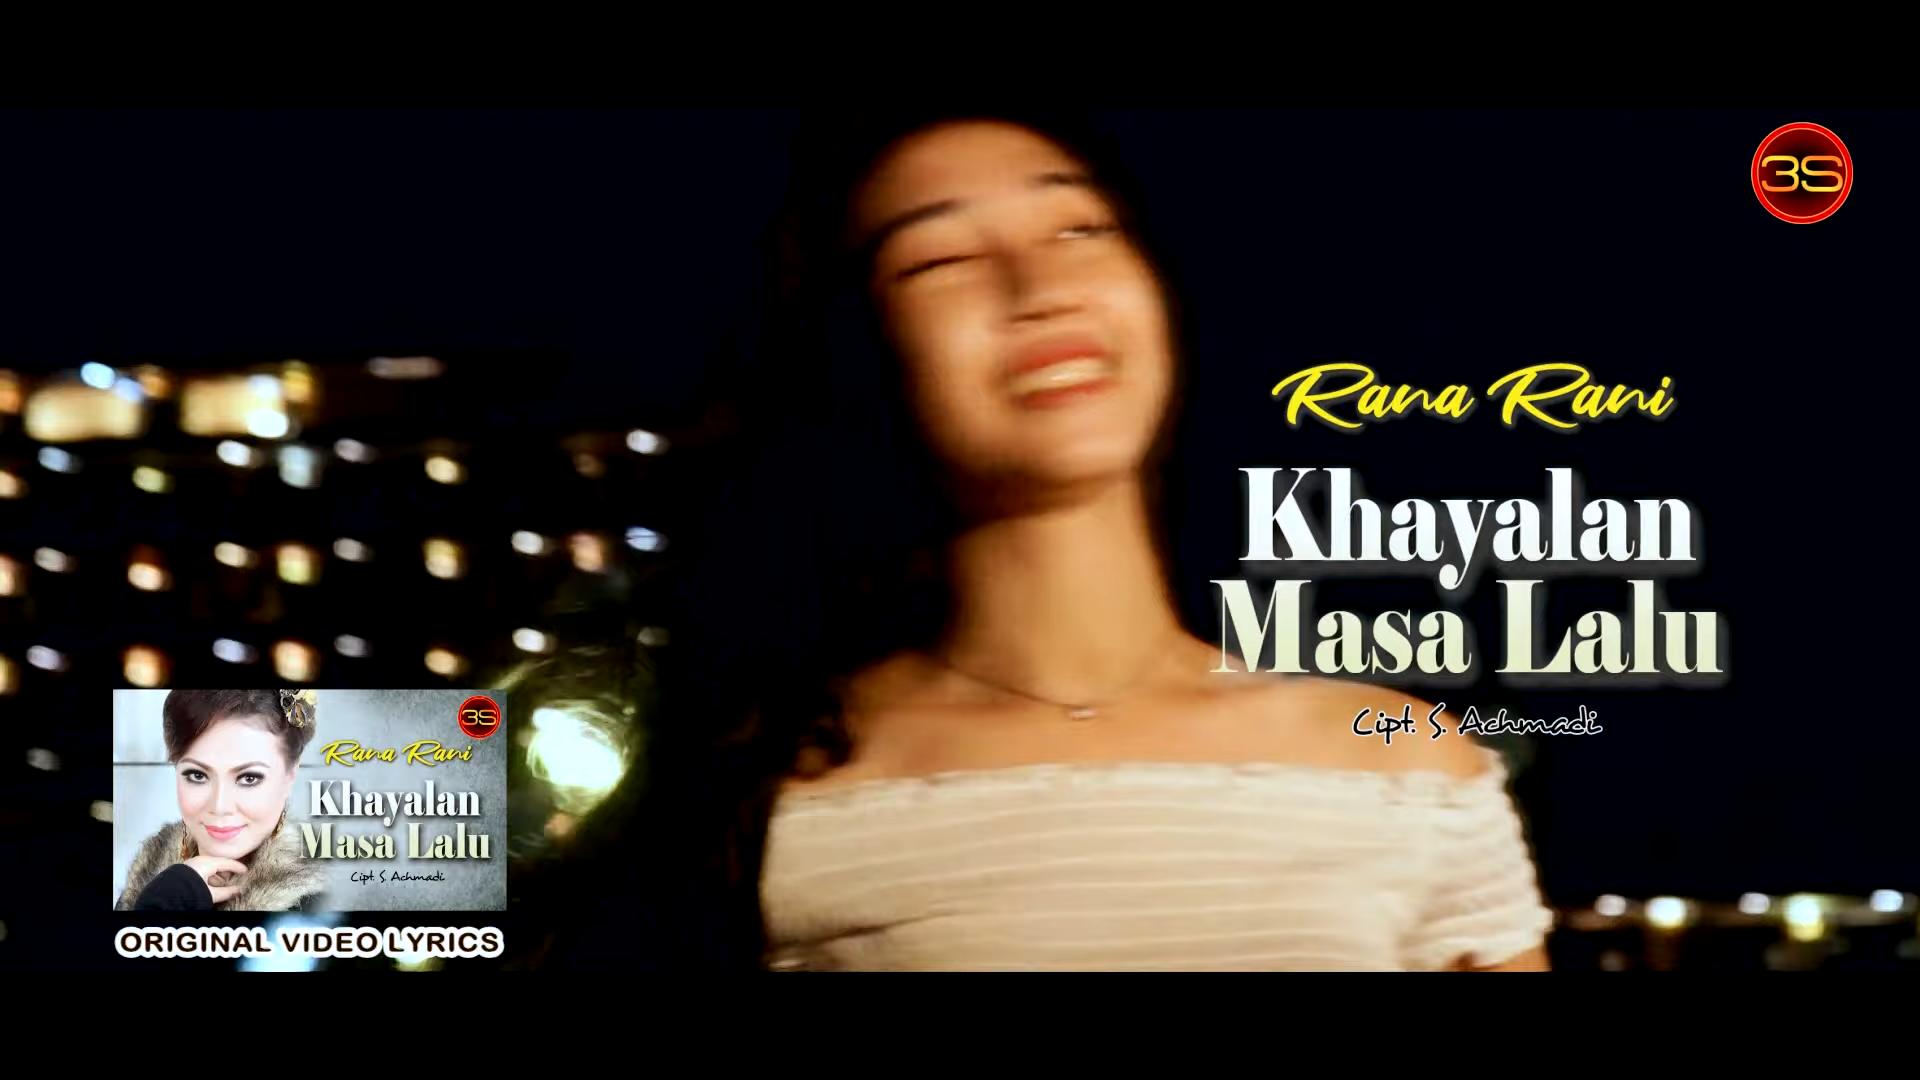 3S
Rana Rani
Khayalan
Masa Lalu
Cipt. S. Achmadi
3S
Rana Rani
Khayalan
Masa Lalu
Cipt. S. Achmadi
ORIGINAL VIDEO LYRICS